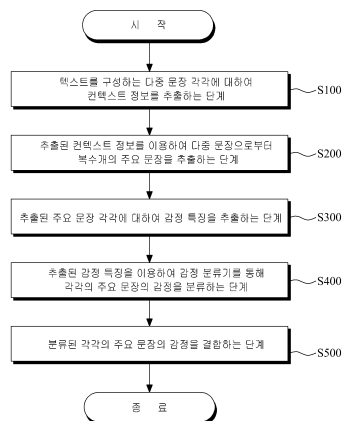 시 작
텍스트를 구성하는 다중 문장 각각에 대하여
컨텍스트 정보를 추출하는 단계
S100
추출된 컨텍스트 정보를 이용하여 다중 문장으로부터
복수개의 주요 문장을 추출하는 단계
S200
추출된 주요 문장 각각에 대하여 감정 특징을 추출하는 단계
S300
추출된 감정 특징을 이용하여 감정 분류기를 통해
각각의 주요 문장의 감정을 분류하는 단계
S400
분류된 각각의 주요 문장의 감정을 결합하는 단계
S500
종 료